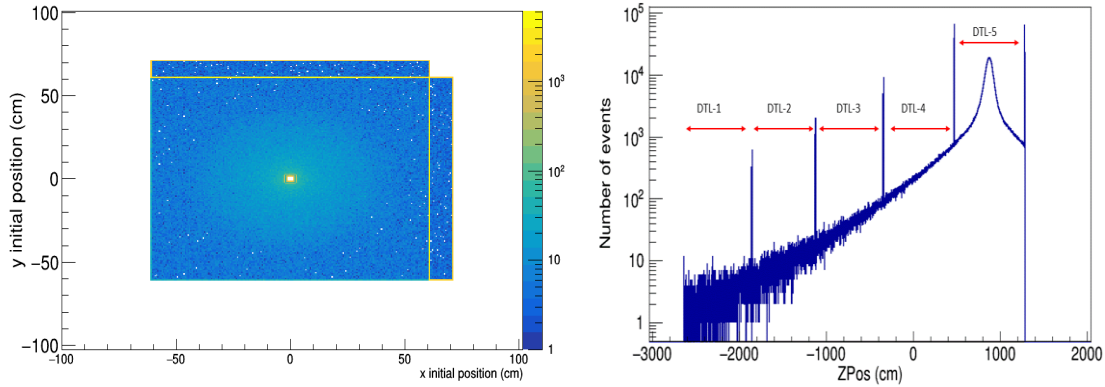 100
50
0
−50
−100
y initial position (cm)
−100
−50
0
50
100
x initial position (cm)
10³
10²
10
1
10⁵
10⁴
10³
10²
10
1
Number of events
DTL-1
DTL-2
DTL-3
DTL-4
DTL-5
−3000
−2000
−1000
0
1000
2000
ZPos (cm)